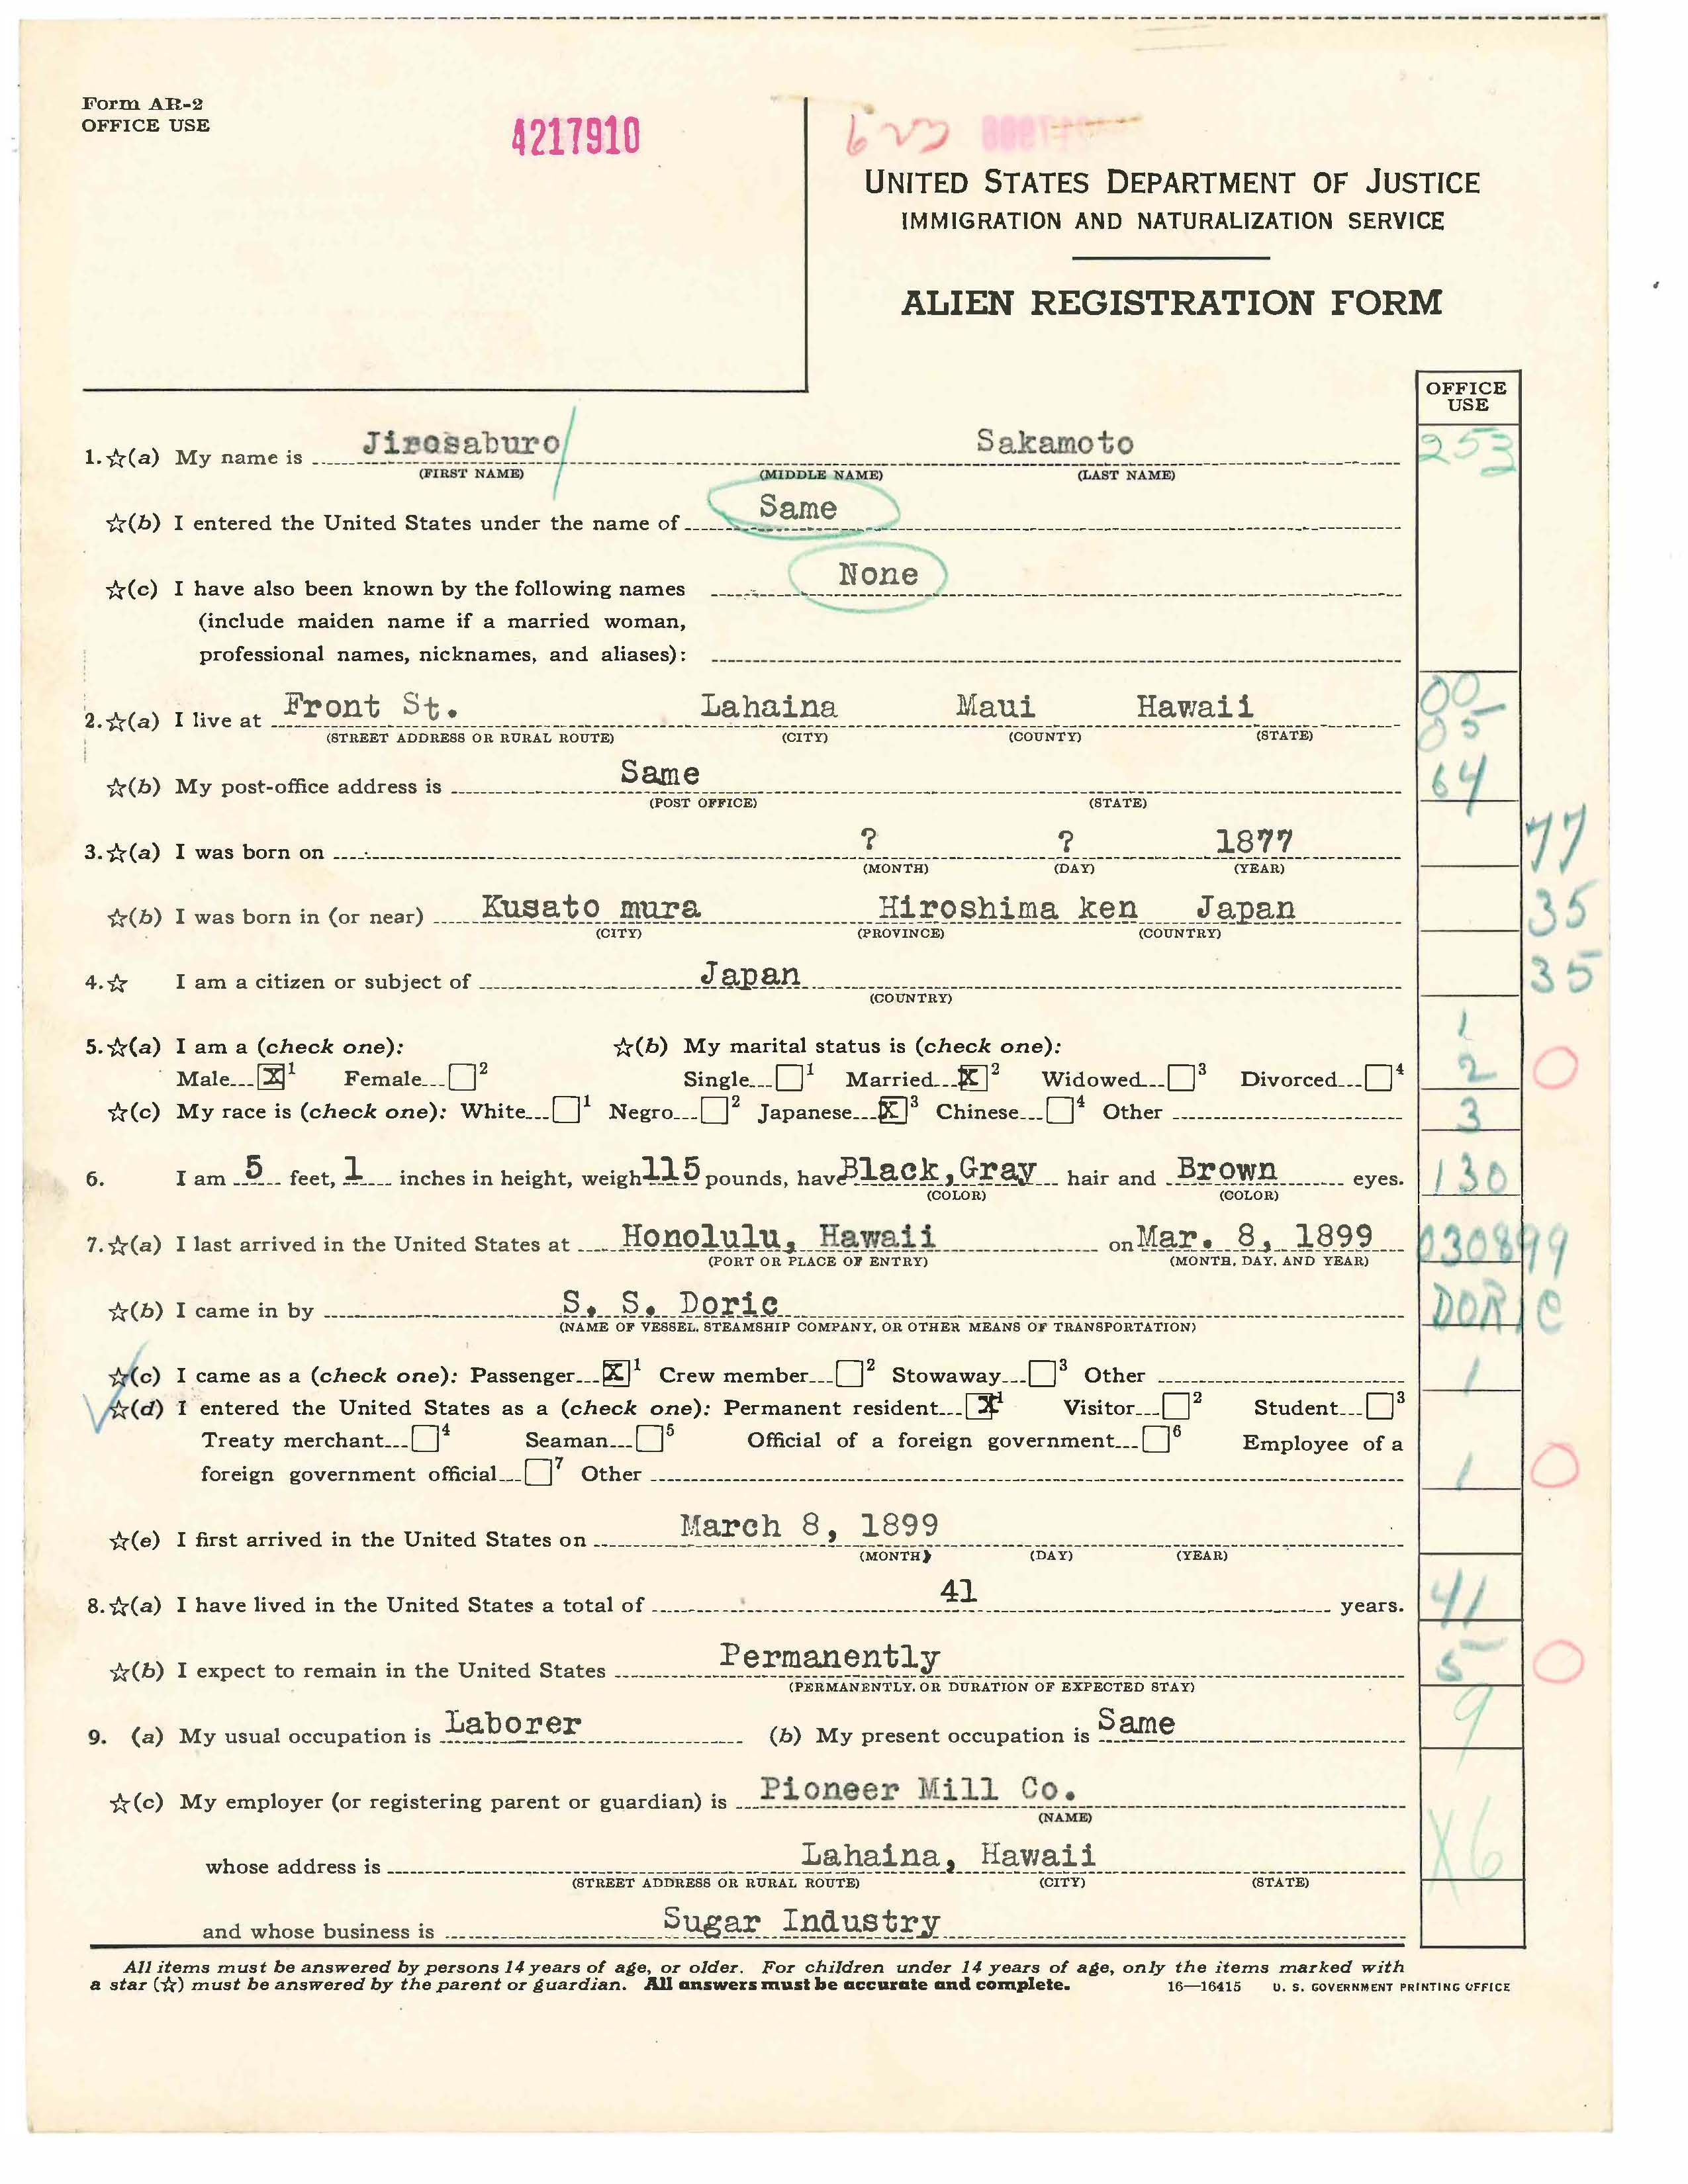 Form AR-2
OFFICE USE
4217910
UNITED STATES DEPARTMENT OF JUSTICE
IMMIGRATION AND NATURALIZATION SERVICE
ALIEN REGISTRATION FORM
OFFICE
USE
1. ☆(a) My name is Jirosaburo Sakamoto 253
(FIRST NAME) (MIDDLE NAME) (LAST NAME)
☆(b) I entered the United States under the name of Same
☆(c) I have also been known by the following names None
(include maiden name if a married woman,
professional names, nicknames, and aliases):
2. ☆(a) I live at Front St. Lahaina Maui Hawaii 00 85
(STREET ADDRESS OR RURAL ROUTE) (CITY) (COUNTY) (STATE)
☆(b) My post-office address is Same 64
(POST OFFICE) (STATE)
3. ☆(a) I was born on ? ? 1877 77
(MONTH) (DAY) (YEAR)
☆(b) I was born in (or near) Kusato mura Hiroshima ken Japan 35
(CITY) (PROVINCE) (COUNTRY)
4. ☆ I am a citizen or subject of Japan 35
(COUNTRY)
5. ☆(a) I am a (check one): ☆(b) My marital status is (check one): 1
Male X 1 Female 2 Single 1 Married X 2 Widowed 3 Divorced 4 2 0
☆(c) My race is (check one): White 1 Negro 2 Japanese X 3 Chinese 4 Other 3
6. I am 5 feet, 1 inches in height, weigh 115 pounds, have Black, Gray hair and Brown eyes. 130
(COLOR) (COLOR)
7. ☆(a) I last arrived in the United States at Honolulu, Hawaii on Mar. 8, 1899 030899
(PORT OR PLACE OF ENTRY) (MONTH, DAY, AND YEAR)
☆(b) I came in by S. S. Doric DORIC
(NAME OF VESSEL, STEAMSHIP COMPANY, OR OTHER MEANS OF TRANSPORTATION)
☆(c) I came as a (check one): Passenger X 1 Crew member 2 Stowaway 3 Other 1
☆(d) I entered the United States as a (check one): Permanent resident X 1 Visitor 2 Student 3
Treaty merchant 4 Seaman 5 Official of a foreign government 6 Employee of a
foreign government official 7 Other 1 0
☆(e) I first arrived in the United States on March 8, 1899
(MONTH) (DAY) (YEAR)
8. ☆(a) I have lived in the United States a total of 41 years. 41
☆(b) I expect to remain in the United States Permanently 5 0
(PERMANENTLY, OR DURATION OF EXPECTED STAY)
9. (a) My usual occupation is Laborer (b) My present occupation is Same 9
☆(c) My employer (or registering parent or guardian) is Pioneer Mill Co.
(NAME)
whose address is Lahaina, Hawaii X6
(STREET ADDRESS OR RURAL ROUTE) (CITY) (STATE)
and whose business is Sugar Industry
All items must be answered by persons 14 years of age, or older. For children under 14 years of age, only the items marked with
a star (☆) must be answered by the parent or guardian. All answers must be accurate and complete. 16—16415 U. S. GOVERNMENT PRINTING OFFICE